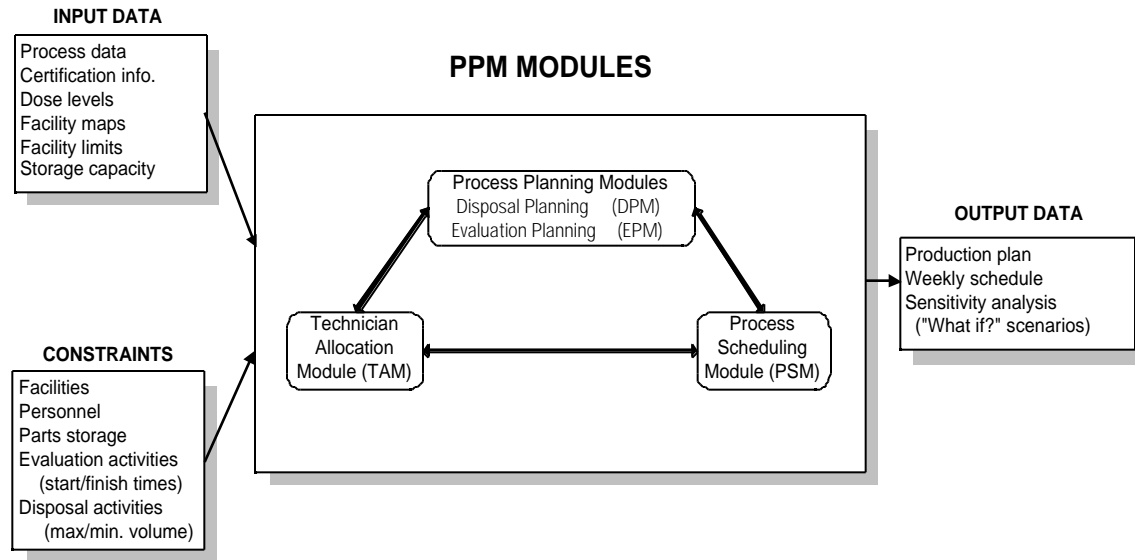 INPUT DATA
Process data
Certification info.
Dose levels
Facility maps
Facility limits
Storage capacity
CONSTRAINTS
Facilities
Personnel
Parts storage
Evaluation activities
(start/finish times)
Disposal activities
(max/min. volume)
PPM MODULES
Process Planning Modules
Disposal Planning (DPM)
Evaluation Planning (EPM)
Technician
Allocation
Module (TAM)
Process
Scheduling
Module (PSM)
OUTPUT DATA
Production plan
Weekly schedule
Sensitivity analysis
("What if?" scenarios)